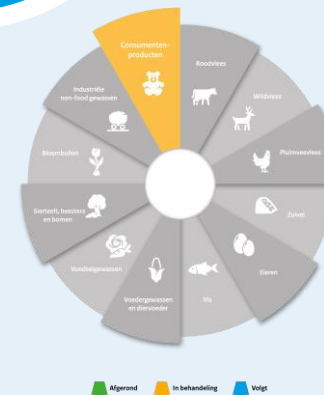 Consumenten-
producten
Roodvlees
Wildvlees
Pluimveevlees
Zuivel
Eieren
Vis
Voedergewassen
en diervoeder
Voedselgewassen
Sierteelt, heesters
en bomen
Bloembollen
Industriële
non-food gewassen
Afgerond
In behandeling
Volgt